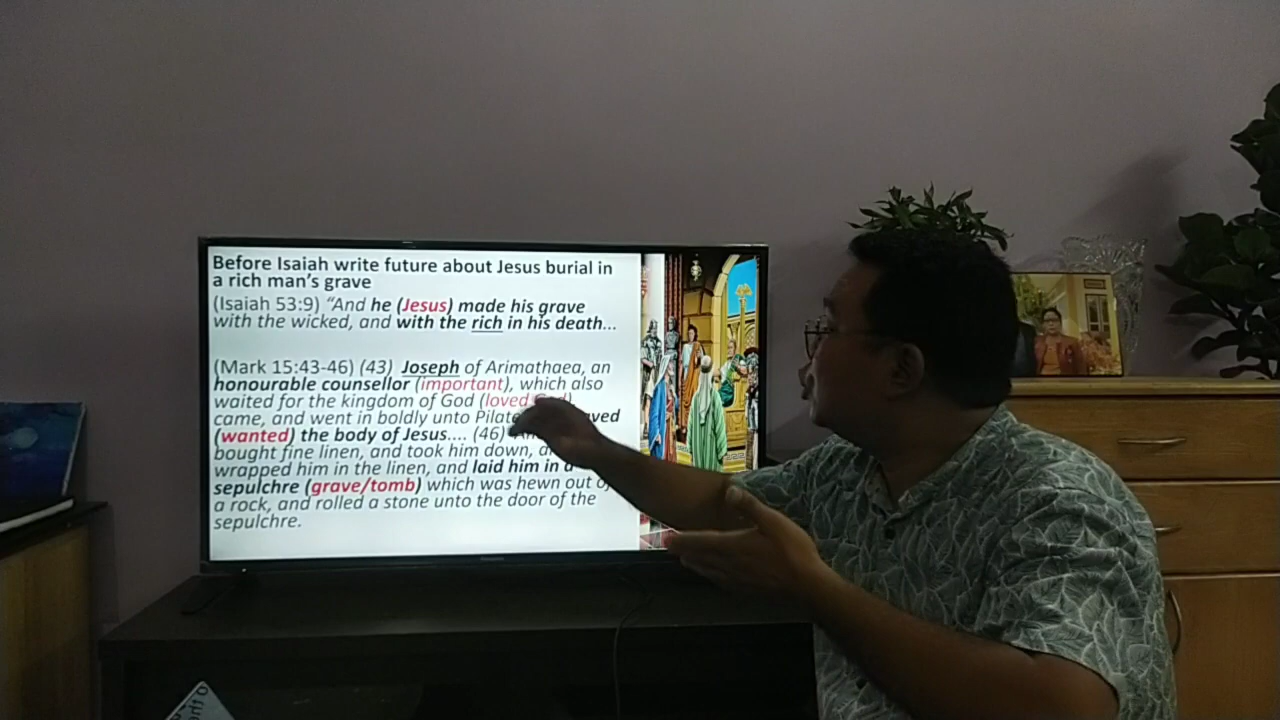 Before Isaiah write future about Jesus burial in
a rich man's grave
(Isaiah 53:9) “And he (Jesus) made his grave
with the wicked, and with the rich in his death...
(Mark 15:43-46) (43) Joseph of Arimathaea, an
honourable counsellor (important), which also
waited for the kingdom of God (loved
came, and went in boldly unto
(wanted) the body of Jesus.... (46)
bought fine linen, and took him down,
wrapped him in the linen, and laid him in
sepulchre (grave/tomb) which was hewn out
a rock, and rolled a stone unto the door of the
sepulchre.